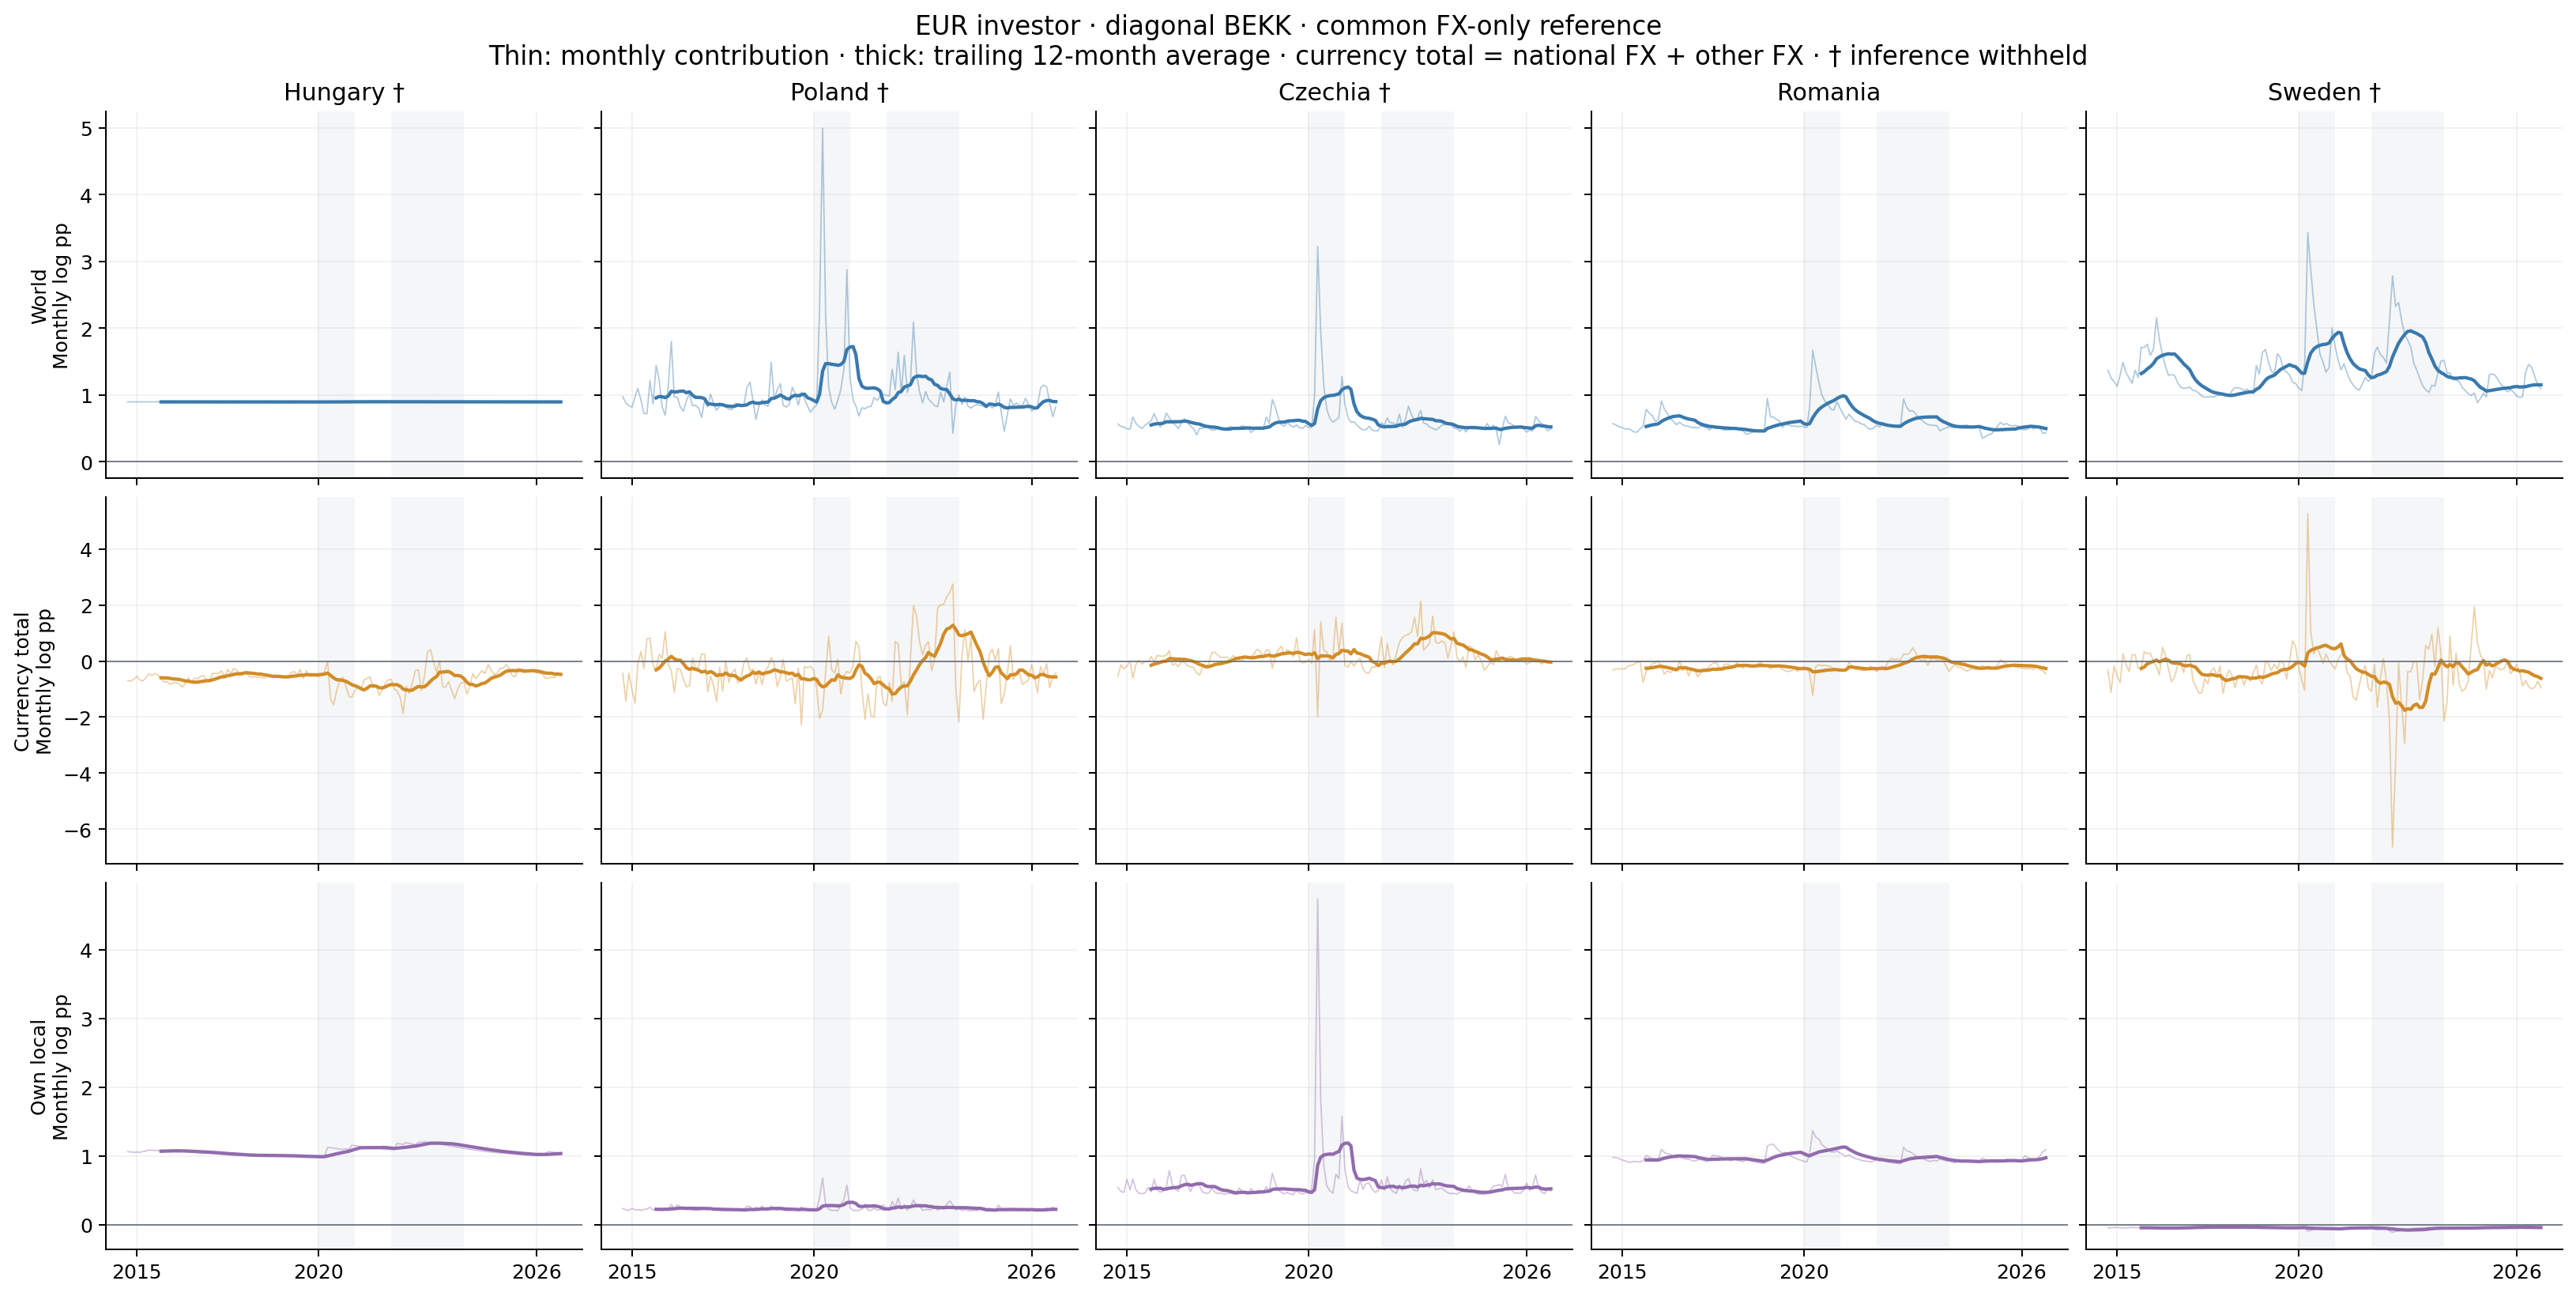 EUR investor · diagonal BEKK · common FX-only reference
Thin: monthly contribution · thick: trailing 12-month average · currency total = national FX + other FX · † inference withheld
Hungary †
Poland †
Czechia †
Romania
Sweden †
World
Monthly log pp
5
4
3
2
1
0
Currency total
Monthly log pp
4
2
0
−2
−4
−6
Own local
Monthly log pp
4
3
2
1
0
2015
2020
2026
2015
2020
2026
2015
2020
2026
2015
2020
2026
2015
2020
2026